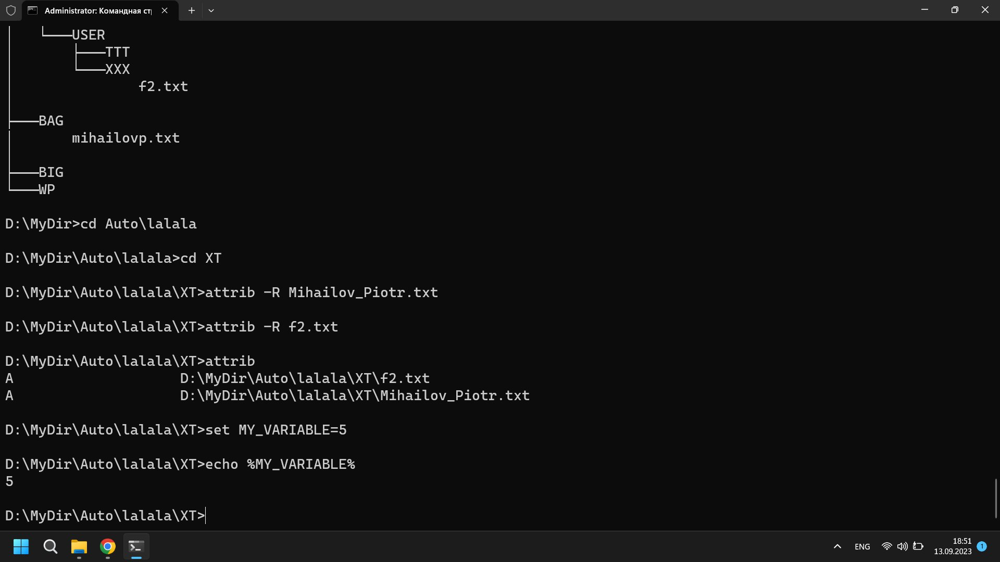 Administrator: Командная ст
USER
TTT
XXX
f2.txt
BAG
mihailovp.txt
BIG
WP
D:\MyDir>cd Auto\lalala
D:\MyDir\Auto\lalala>cd XT
D:\MyDir\Auto\lalala\XT>attrib -R Mihailov_Piotr.txt
D:\MyDir\Auto\lalala\XT>attrib -R f2.txt
D:\MyDir\Auto\lalala\XT>attrib
A                    D:\MyDir\Auto\lalala\XT\f2.txt
A                    D:\MyDir\Auto\lalala\XT\Mihailov_Piotr.txt
D:\MyDir\Auto\lalala\XT>set MY_VARIABLE=5
D:\MyDir\Auto\lalala\XT>echo %MY_VARIABLE%
5
D:\MyDir\Auto\lalala\XT>
ENG
18:51
13.09.2023
1